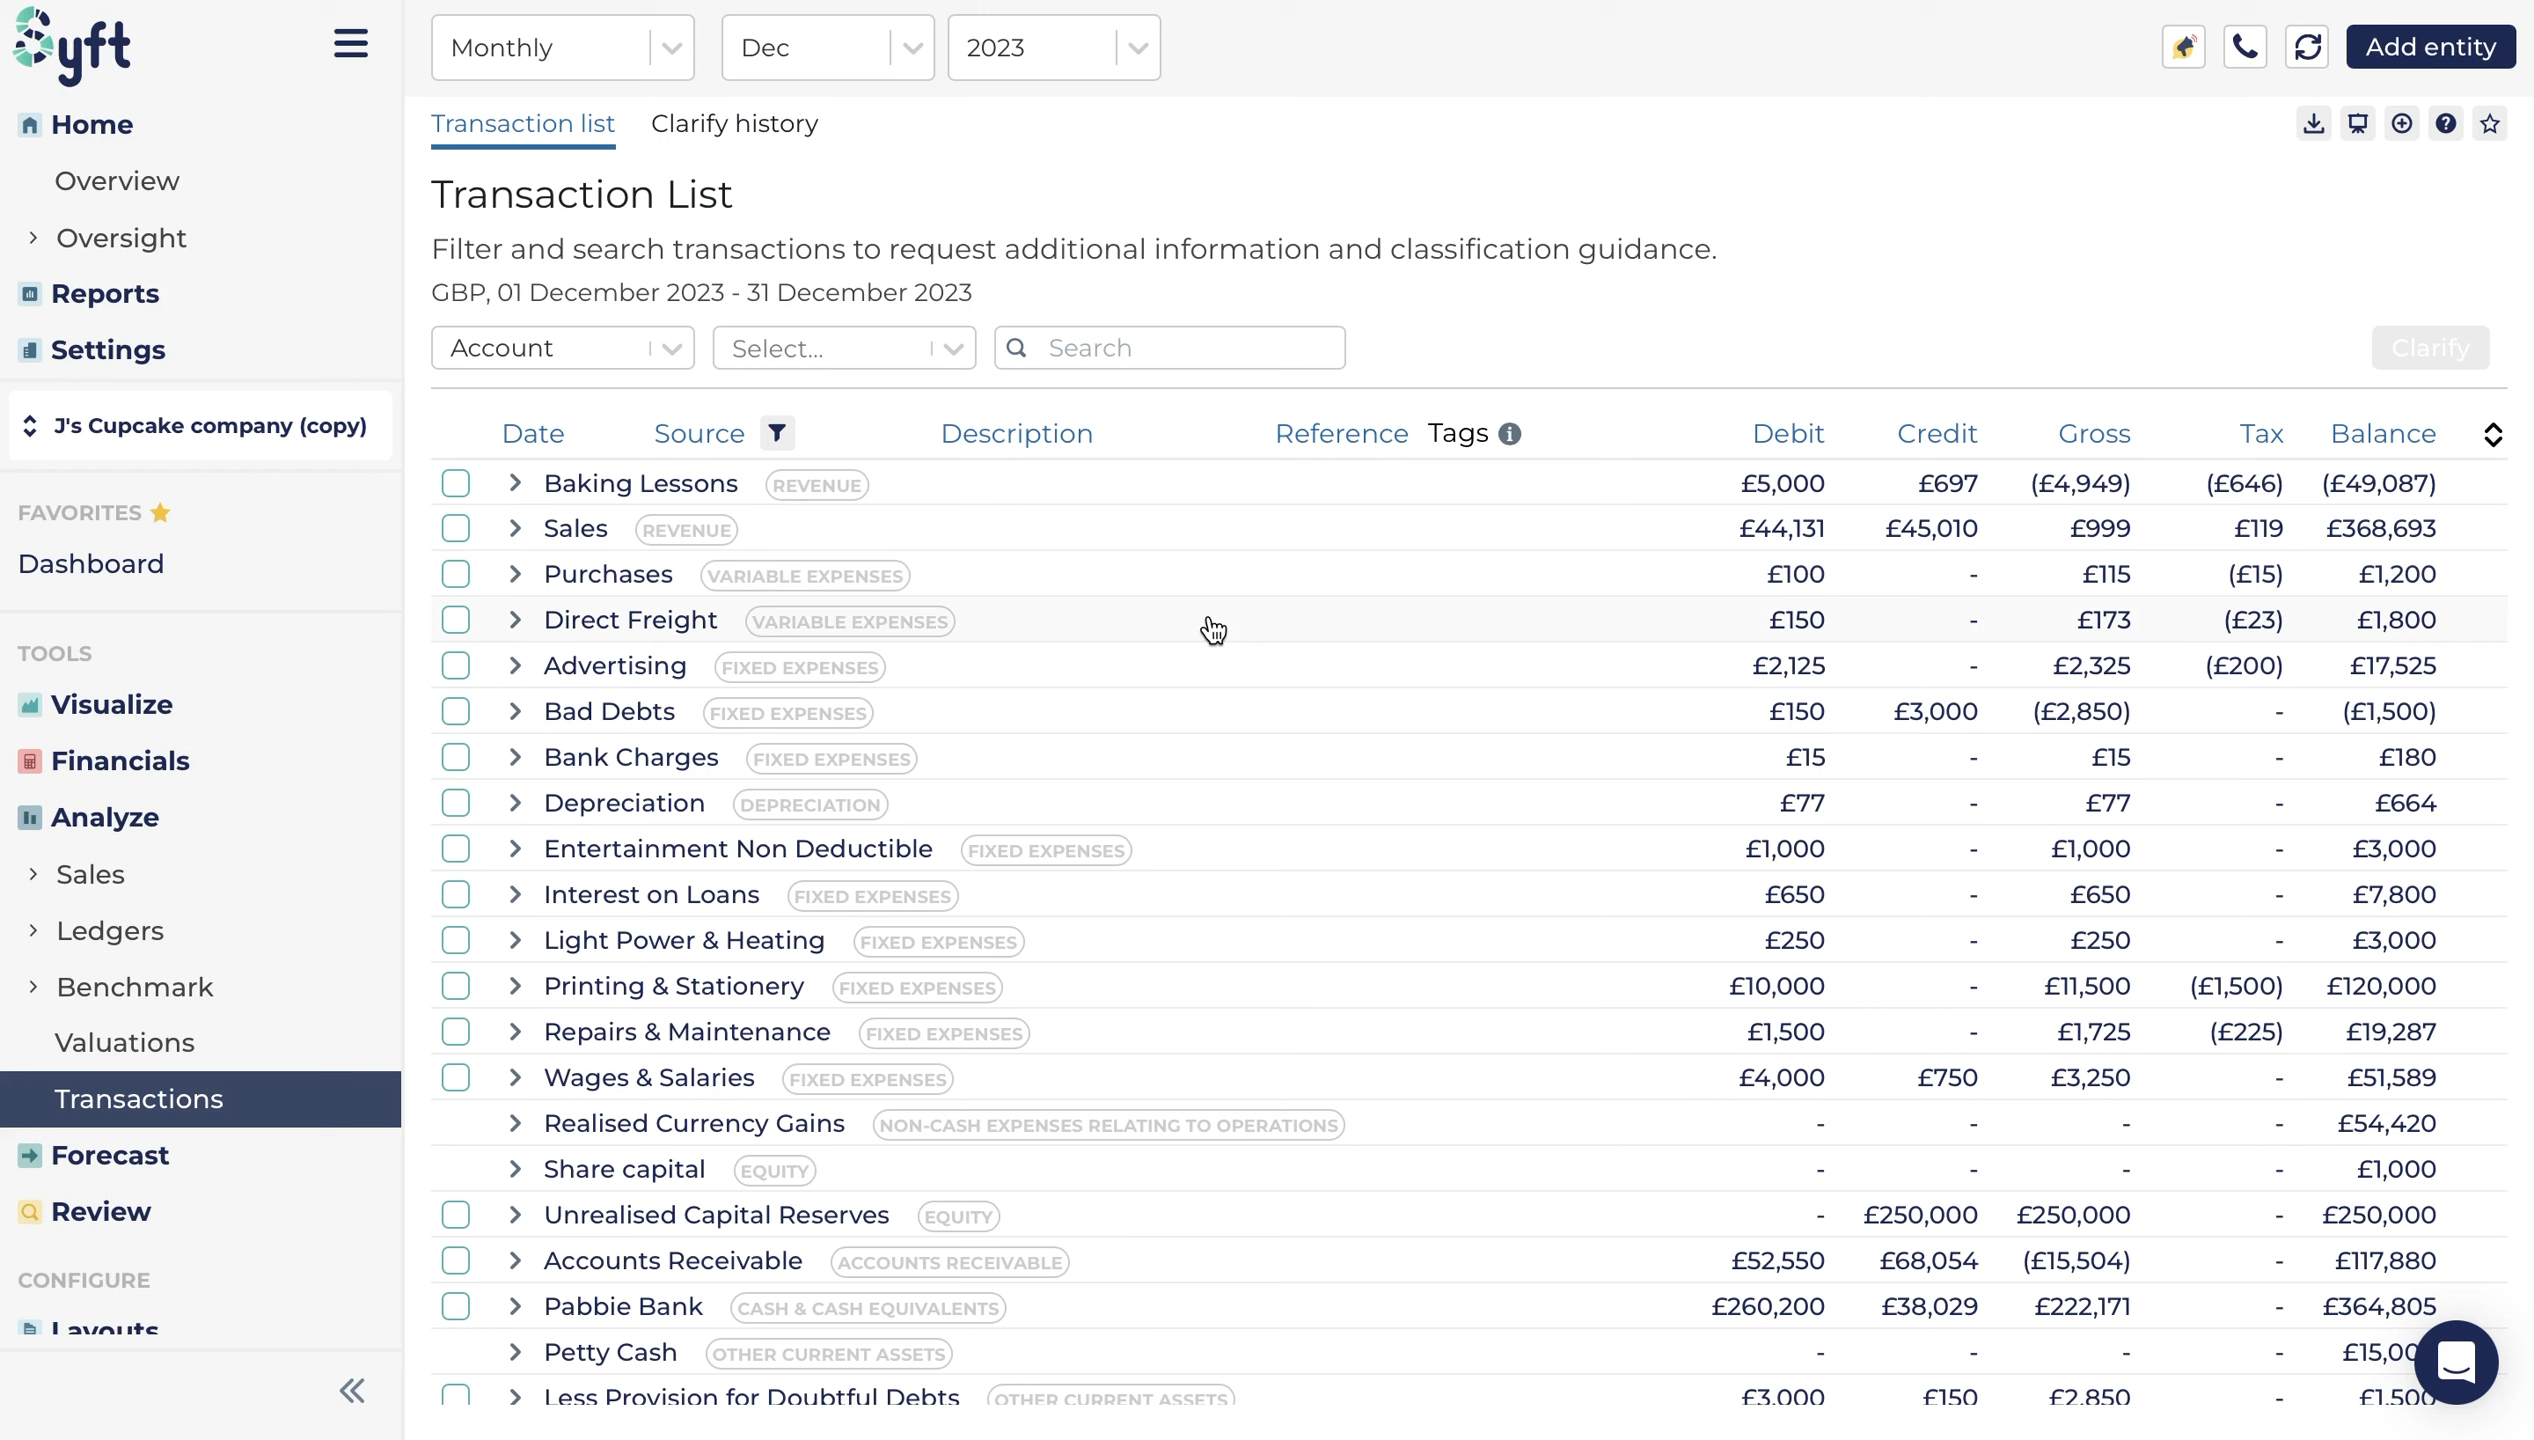 Syft
Monthly Dec 2023 Add entity
Home
Overview
Oversight
Reports
Settings
J's Cupcake company (copy)
FAVORITES
Dashboard
TOOLS
Visualize
Financials
Analyze
Sales
Ledgers
Benchmark
Valuations
Transactions
Forecast
Review
CONFIGURE
Layouts
Transaction list Clarify history
Transaction List
Filter and search transactions to request additional information and classification guidance.
GBP, 01 December 2023 - 31 December 2023
Account Select... Search Clarify
Date Source Description Reference Tags Debit Credit Gross Tax Balance
Baking Lessons REVENUE £5,000 £697 (£4,949) (£646) (£49,087)
Sales REVENUE £44,131 £45,010 £999 £119 £368,693
Purchases VARIABLE EXPENSES £100 - £115 (£15) £1,200
Direct Freight VARIABLE EXPENSES £150 - £173 (£23) £1,800
Advertising FIXED EXPENSES £2,125 - £2,325 (£200) £17,525
Bad Debts FIXED EXPENSES £150 £3,000 (£2,850) - (£1,500)
Bank Charges FIXED EXPENSES £15 - £15 - £180
Depreciation DEPRECIATION £77 - £77 - £664
Entertainment Non Deductible FIXED EXPENSES £1,000 - £1,000 - £3,000
Interest on Loans FIXED EXPENSES £650 - £650 - £7,800
Light Power & Heating FIXED EXPENSES £250 - £250 - £3,000
Printing & Stationery FIXED EXPENSES £10,000 - £11,500 (£1,500) £120,000
Repairs & Maintenance FIXED EXPENSES £1,500 - £1,725 (£225) £19,287
Wages & Salaries FIXED EXPENSES £4,000 £750 £3,250 - £51,589
Realised Currency Gains NON-CASH EXPENSES RELATING TO OPERATIONS - - - - £54,420
Share capital EQUITY - - - - £1,000
Unrealised Capital Reserves EQUITY - £250,000 £250,000 - £250,000
Accounts Receivable ACCOUNTS RECEIVABLE £52,550 £68,054 (£15,504) - £117,880
Pabbie Bank CASH & CASH EQUIVALENTS £260,200 £38,029 £222,171 - £364,805
Petty Cash OTHER CURRENT ASSETS - - - -
Less Provision for Doubtful Debts OTHER CURRENT ASSETS £3,000 £150 £2,850 - £1,500